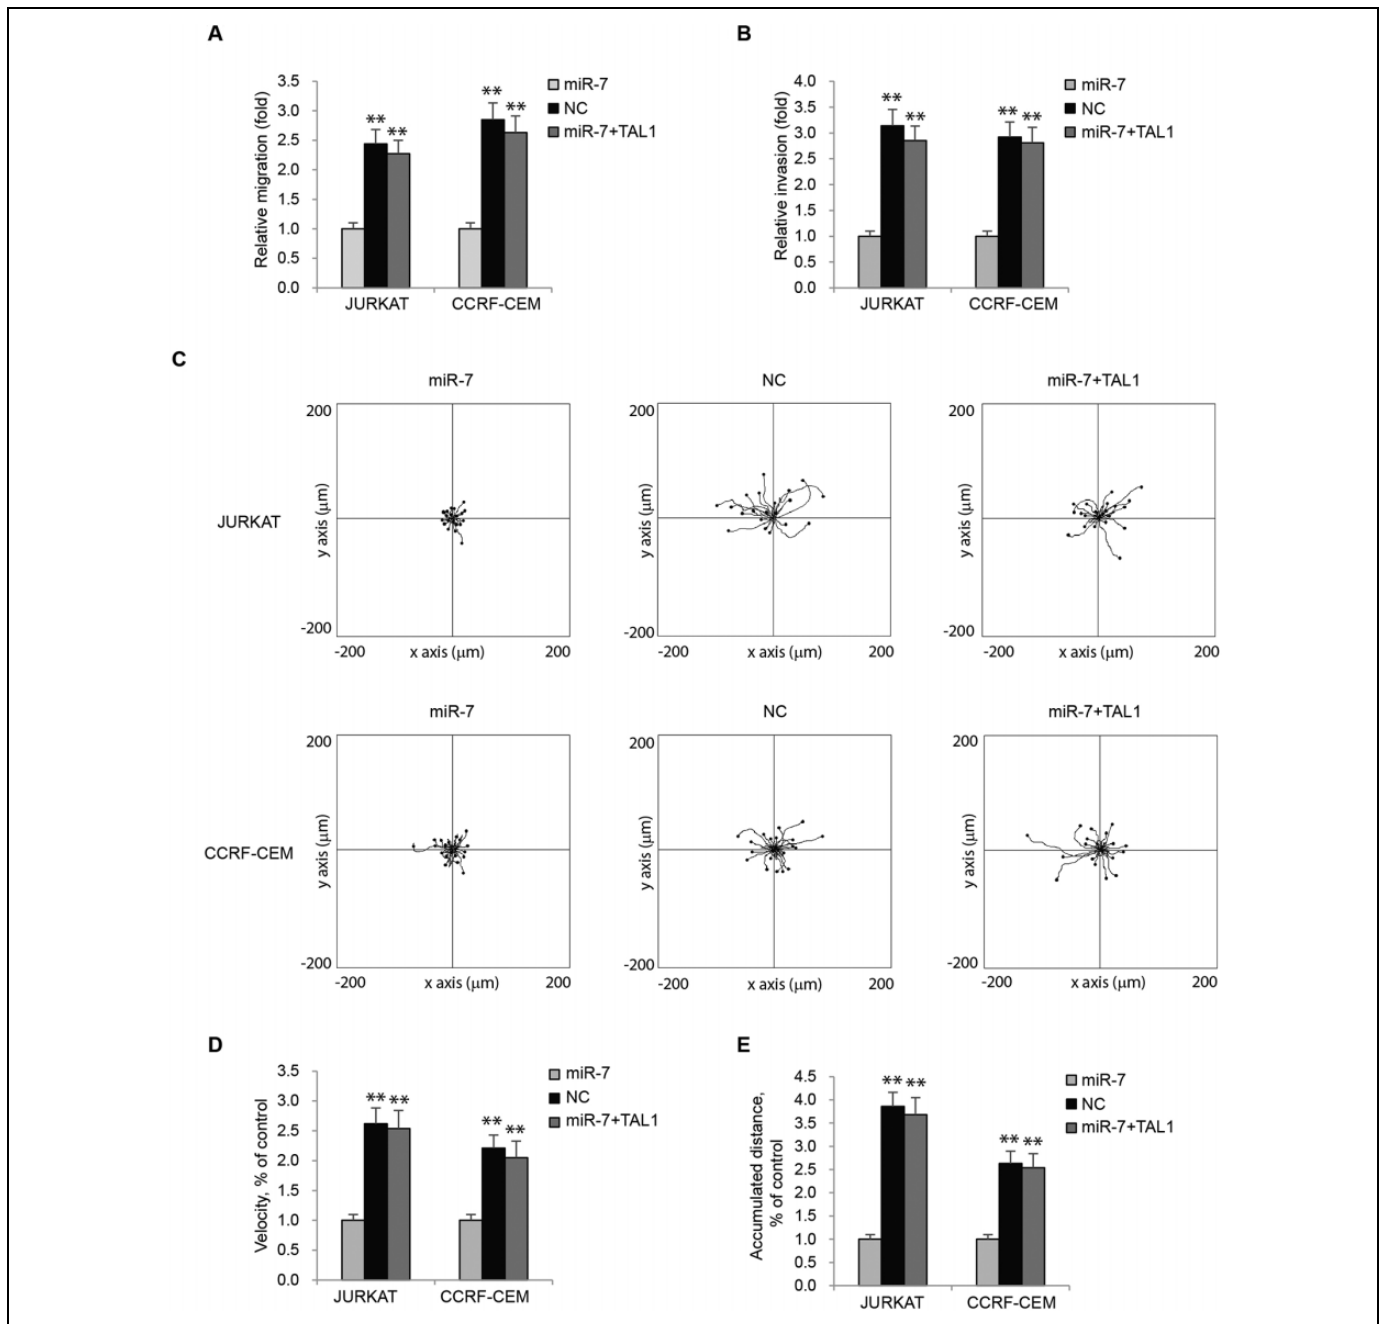 A
3.5
3.0
2.5
2.0
1.5
1.0
0.5
0.0
Relative migration (fold)
** ** ** **
JURKAT CCRF-CEM
miR-7
NC
miR-7+TAL1
B
4.0
3.5
3.0
2.5
2.0
1.5
1.0
0.5
0.0
Relative invasion (fold)
** ** ** **
JURKAT CCRF-CEM
miR-7
NC
miR-7+TAL1
C
JURKAT
miR-7
200
y axis (μm)
-200
-200 x axis (μm) 200
NC
200
y axis (μm)
-200
-200 x axis (μm) 200
miR-7+TAL1
200
y axis (μm)
-200
-200 x axis (μm) 200
CCRF-CEM
miR-7
200
y axis (μm)
-200
-200 x axis (μm) 200
NC
200
y axis (μm)
-200
-200 x axis (μm) 200
miR-7+TAL1
200
y axis (μm)
-200
-200 x axis (μm) 200
D
3.5
3.0
2.5
2.0
1.5
1.0
0.5
0.0
Velocity, % of control
** ** ** **
JURKAT CCRF-CEM
miR-7
NC
miR-7+TAL1
E
4.5
4.0
3.5
3.0
2.5
2.0
1.5
1.0
0.5
0.0
Accumulated distance,
% of control
** ** ** **
JURKAT CCRF-CEM
miR-7
NC
miR-7+TAL1